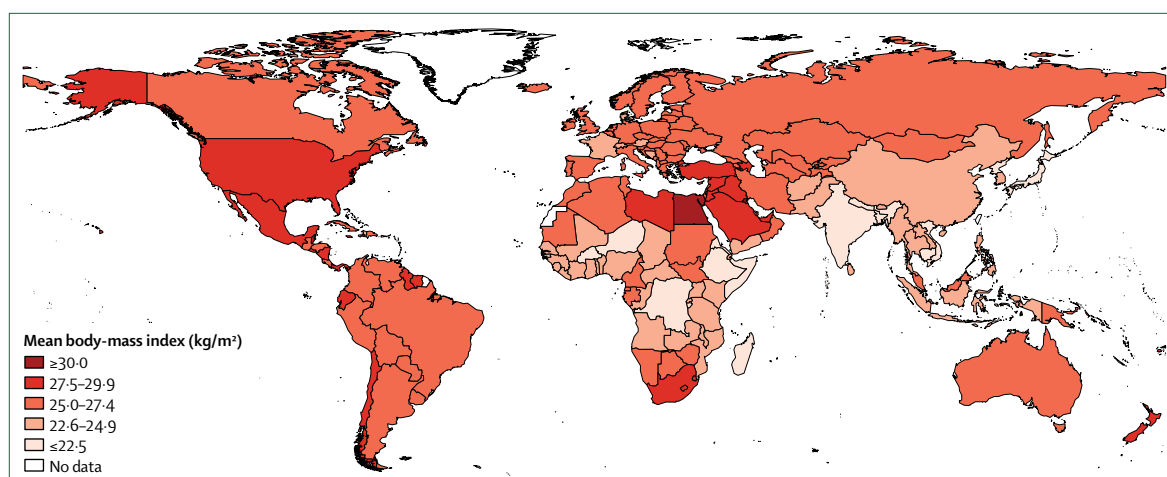 Mean body-mass index (kg/m²)
≥30·0
27·5–29·9
25·0–27·4
22·6–24·9
≤22·5
No data